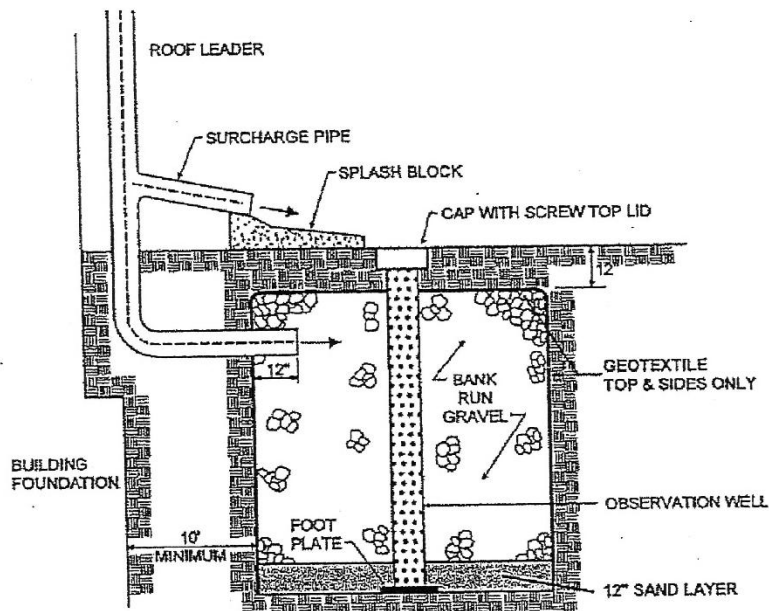 ROOF LEADER
SURCHARGE PIPE
SPLASH BLOCK
CAP WITH SCREW TOP LID
12"
12"
GEOTEXTILE
TOP & SIDES ONLY
BANK
RUN
GRAVEL
BUILDING
FOUNDATION
OBSERVATION WELL
FOOT
PLATE
10'
MINIMUM
12" SAND LAYER